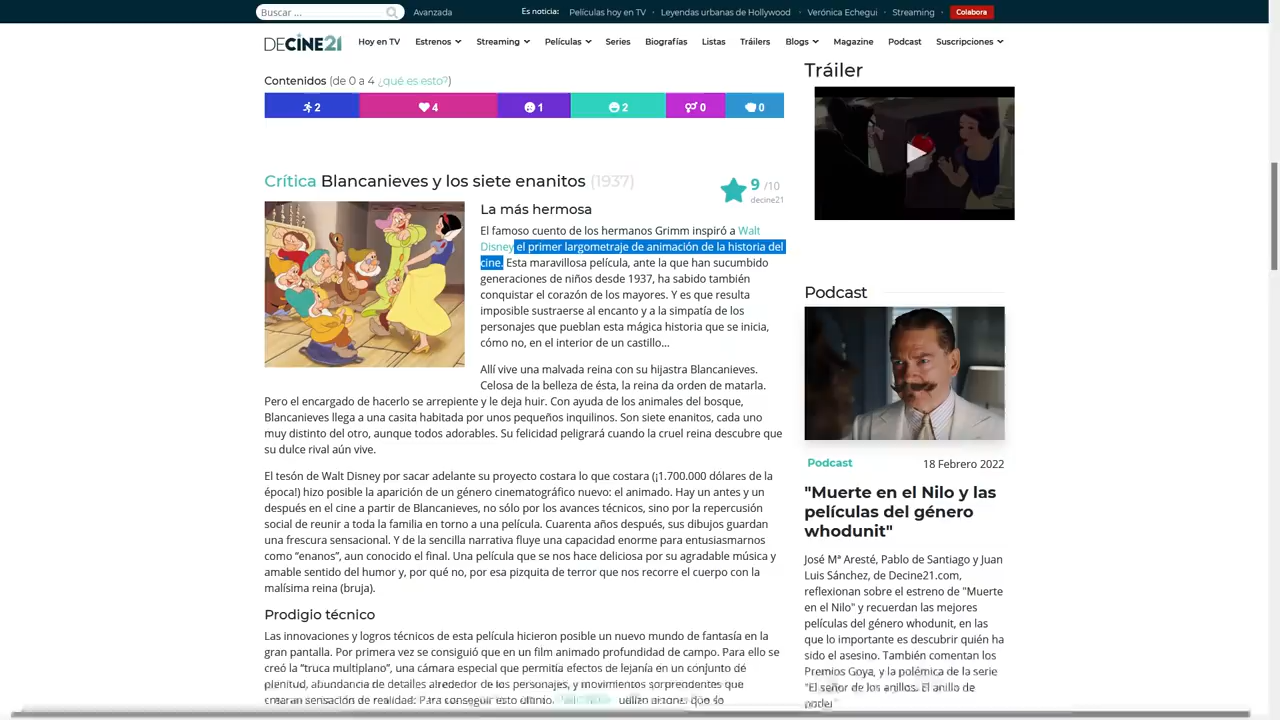 Buscar ...
Avanzada
Es noticia: Películas hoy en TV · Leyendas urbanas de Hollywood · Verónica Echegui · Streaming · Colabora
DECINE21
Hoy en TV Estrenos Streaming Películas Series Biografías Listas Tráilers Blogs Magazine Podcast Suscripciones
Contenidos (de 0 a 4 ¿qué es esto?)
2 4 1 2 0 0
Crítica Blancanieves y los siete enanitos (1937)
9 /10
decine21
La más hermosa
El famoso cuento de los hermanos Grimm inspiró a Walt
Disney el primer largometraje de animación de la historia del
cine. Esta maravillosa película, ante la que han sucumbido
generaciones de niños desde 1937, ha sabido también
conquistar el corazón de los mayores. Y es que resulta
imposible sustraerse al encanto y a la simpatía de los
personajes que pueblan esta mágica historia que se inicia,
cómo no, en el interior de un castillo...
Allí vive una malvada reina con su hijastra Blancanieves.
Celosa de la belleza de ésta, la reina da orden de matarla.
Pero el encargado de hacerlo se arrepiente y le deja huir. Con ayuda de los animales del bosque,
Blancanieves llega a una casita habitada por unos pequeños inquilinos. Son siete enanitos, cada uno
muy distinto del otro, aunque todos adorables. Su felicidad peligrará cuando la cruel reina descubre que
su dulce rival aún vive.
El tesón de Walt Disney por sacar adelante su proyecto costara lo que costara (¡1.700.000 dólares de la
época!) hizo posible la aparición de un género cinematográfico nuevo: el animado. Hay un antes y un
después en el cine a partir de Blancanieves, no sólo por los avances técnicos, sino por la repercusión
social de reunir a toda la familia en torno a una película. Cuarenta años después, sus dibujos guardan
una frescura sensacional. Y de la sencilla narrativa fluye una capacidad enorme para entusiasmarnos
como “enanos”, aun conocido el final. Una película que se nos hace deliciosa por su agradable música y
amable sentido del humor y, por qué no, por esa pizquita de terror que nos recorre el cuerpo con la
malísima reina (bruja).
Prodigio técnico
Las innovaciones y logros técnicos de esta película hicieron posible un nuevo mundo de fantasía en la
gran pantalla. Por primera vez se consiguió que en un film animado profundidad de campo. Para ello se
creó la “truca multiplano”, una cámara especial que permitía efectos de lejanía en un conjunto de
pintura, abundancia de detalles alrededor de los personajes, y movimientos sorprendentes que
crearan sensación de realidad. Para conseguir esto último,
Tráiler
Podcast
Podcast 18 Febrero 2022
"Muerte en el Nilo y las
películas del género
whodunit"
José Mª Aresté, Pablo de Santiago y Juan
Luis Sánchez, de Decine21.com,
reflexionan sobre el estreno de "Muerte
en el Nilo" y recuerdan las mejores
películas del género whodunit, en las
que lo importante es descubrir quién ha
sido el asesino. También comentan los
Premios Goya, y la polémica de la serie
"El señor de los anillos: el anillo de